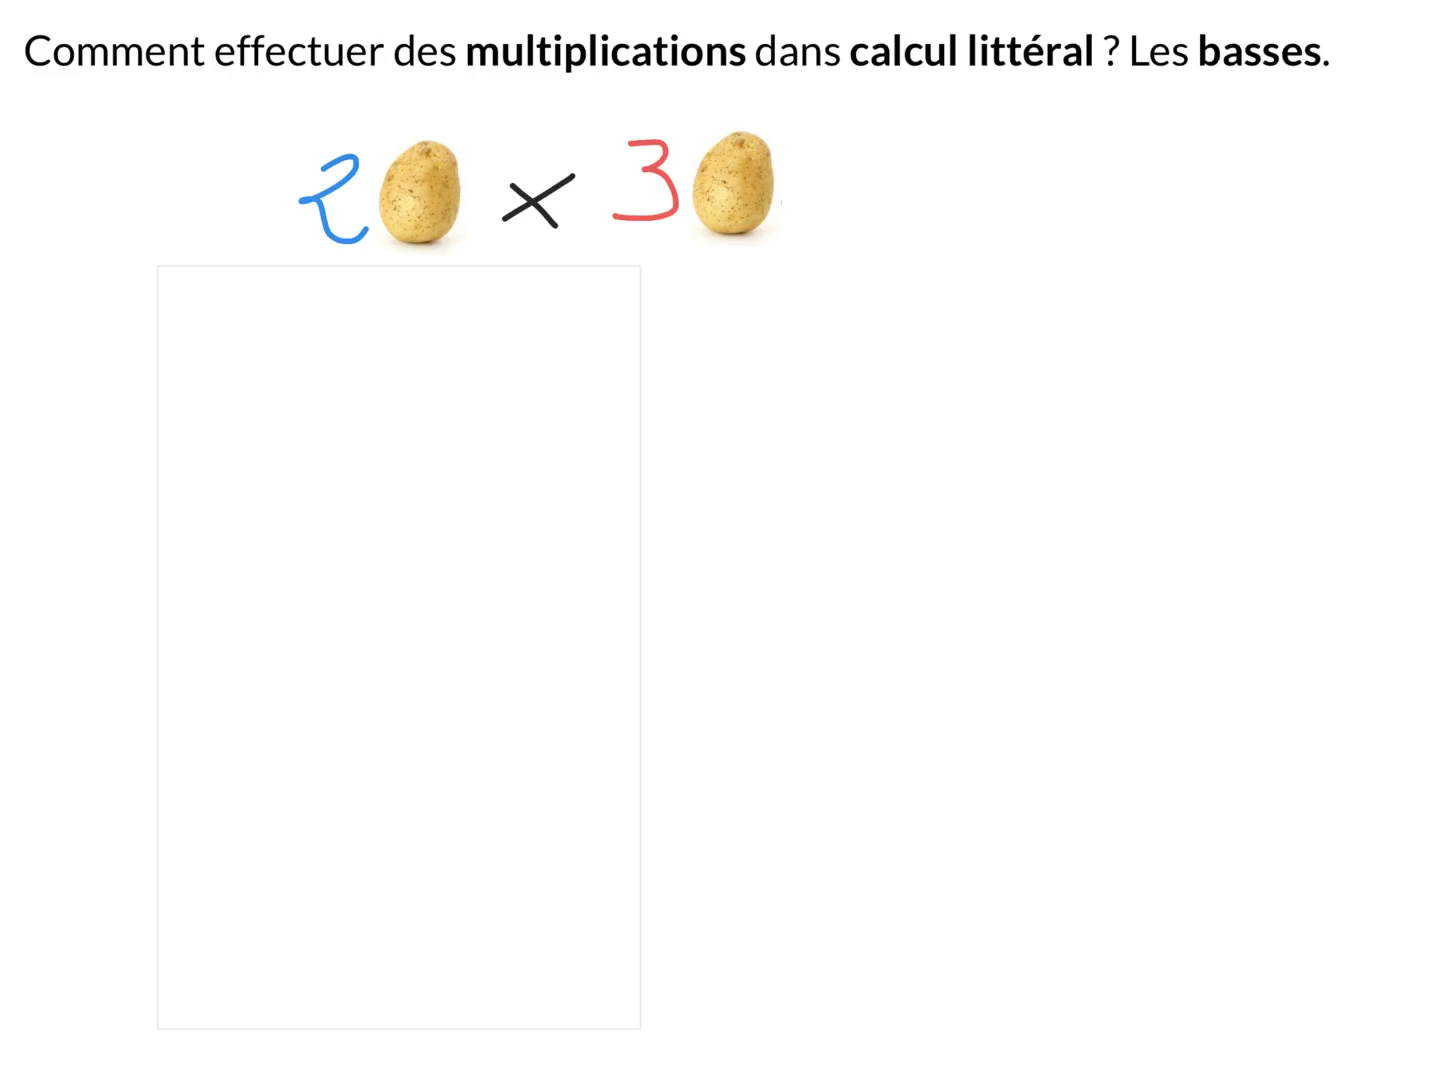 Comment effectuer des multiplications dans calcul littéral ? Les basses.
2 × 3